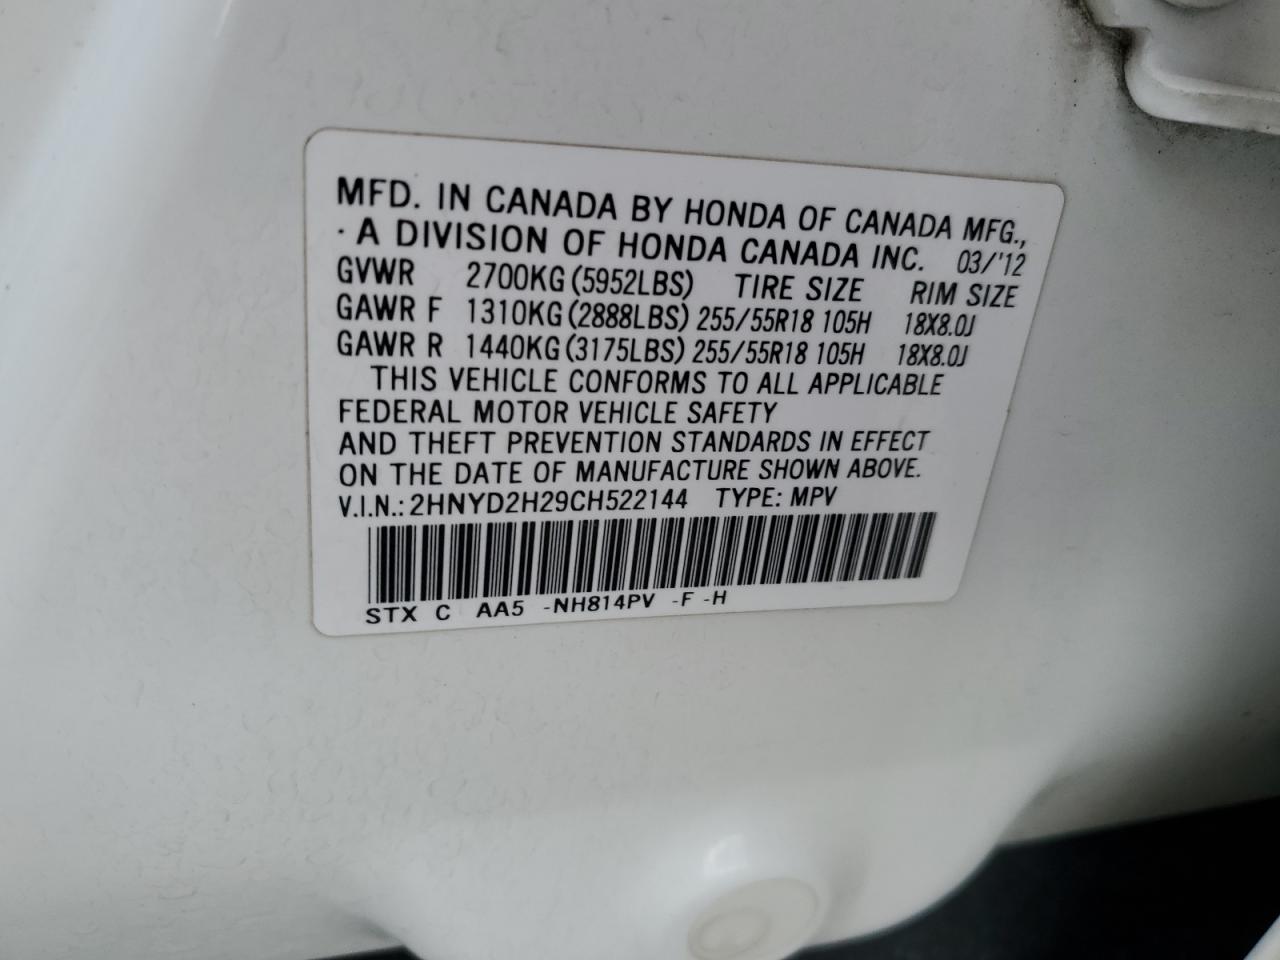 MFD. IN CANADA BY HONDA OF CANADA MFG.,
· A DIVISION OF HONDA CANADA INC. 03/'12
GVWR 2700KG (5952LBS) TIRE SIZE RIM SIZE
GAWR F 1310KG (2888LBS) 255/55R18 105H 18X8.0J
GAWR R 1440KG (3175LBS) 255/55R18 105H 18X8.0J
THIS VEHICLE CONFORMS TO ALL APPLICABLE
FEDERAL MOTOR VEHICLE SAFETY
AND THEFT PREVENTION STANDARDS IN EFFECT
ON THE DATE OF MANUFACTURE SHOWN ABOVE.
V.I.N.: 2HNYD2H29CH522144 TYPE: MPV
STX C AA5 -NH814PV -F -H